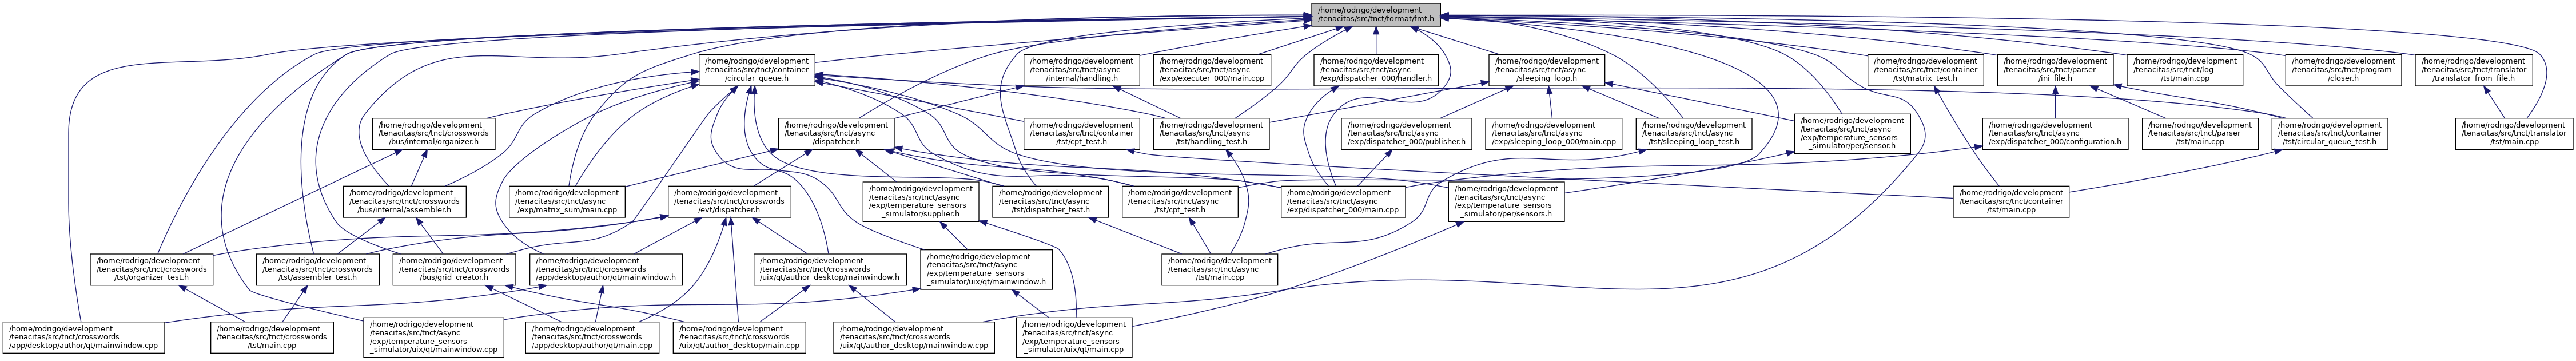 /home/rodrigo/development
/tenacitas/src/tnct/format/fmt.h
/home/rodrigo/development
/tenacitas/src/tnct/container
/circular_queue.h
/home/rodrigo/development
/tenacitas/src/tnct/async
/internal/handling.h
/home/rodrigo/development
/tenacitas/src/tnct/async
/exp/executer_000/main.cpp
/home/rodrigo/development
/tenacitas/src/tnct/async
/exp/dispatcher_000/handler.h
/home/rodrigo/development
/tenacitas/src/tnct/async
/sleeping_loop.h
/home/rodrigo/development
/tenacitas/src/tnct/container
/tst/matrix_test.h
/home/rodrigo/development
/tenacitas/src/tnct/parser
/ini_file.h
/home/rodrigo/development
/tenacitas/src/tnct/log
/tst/main.cpp
/home/rodrigo/development
/tenacitas/src/tnct/program
/closer.h
/home/rodrigo/development
/tenacitas/src/tnct/translator
/translator_from_file.h
/home/rodrigo/development
/tenacitas/src/tnct/crosswords
/bus/internal/organizer.h
/home/rodrigo/development
/tenacitas/src/tnct/async
/dispatcher.h
/home/rodrigo/development
/tenacitas/src/tnct/container
/tst/cpt_test.h
/home/rodrigo/development
/tenacitas/src/tnct/async
/tst/handling_test.h
/home/rodrigo/development
/tenacitas/src/tnct/async
/exp/dispatcher_000/publisher.h
/home/rodrigo/development
/tenacitas/src/tnct/async
/exp/sleeping_loop_000/main.cpp
/home/rodrigo/development
/tenacitas/src/tnct/async
/tst/sleeping_loop_test.h
/home/rodrigo/development
/tenacitas/src/tnct/async
/exp/temperature_sensors
_simulator/per/sensor.h
/home/rodrigo/development
/tenacitas/src/tnct/async
/exp/dispatcher_000/configuration.h
/home/rodrigo/development
/tenacitas/src/tnct/parser
/tst/main.cpp
/home/rodrigo/development
/tenacitas/src/tnct/container
/tst/circular_queue_test.h
/home/rodrigo/development
/tenacitas/src/tnct/translator
/tst/main.cpp
/home/rodrigo/development
/tenacitas/src/tnct/crosswords
/bus/internal/assembler.h
/home/rodrigo/development
/tenacitas/src/tnct/async
/exp/matrix_sum/main.cpp
/home/rodrigo/development
/tenacitas/src/tnct/crosswords
/evt/dispatcher.h
/home/rodrigo/development
/tenacitas/src/tnct/async
/exp/temperature_sensors
_simulator/supplier.h
/home/rodrigo/development
/tenacitas/src/tnct/async
/tst/dispatcher_test.h
/home/rodrigo/development
/tenacitas/src/tnct/async
/tst/cpt_test.h
/home/rodrigo/development
/tenacitas/src/tnct/async
/exp/dispatcher_000/main.cpp
/home/rodrigo/development
/tenacitas/src/tnct/async
/exp/temperature_sensors
_simulator/per/sensors.h
/home/rodrigo/development
/tenacitas/src/tnct/container
/tst/main.cpp
/home/rodrigo/development
/tenacitas/src/tnct/crosswords
/tst/organizer_test.h
/home/rodrigo/development
/tenacitas/src/tnct/crosswords
/tst/assembler_test.h
/home/rodrigo/development
/tenacitas/src/tnct/crosswords
/bus/grid_creator.h
/home/rodrigo/development
/tenacitas/src/tnct/crosswords
/app/desktop/author/qt/mainwindow.h
/home/rodrigo/development
/tenacitas/src/tnct/crosswords
/uix/qt/author_desktop/mainwindow.h
/home/rodrigo/development
/tenacitas/src/tnct/async
/exp/temperature_sensors
_simulator/uix/qt/mainwindow.h
/home/rodrigo/development
/tenacitas/src/tnct/async
/tst/main.cpp
/home/rodrigo/development
/tenacitas/src/tnct/crosswords
/app/desktop/author/qt/mainwindow.cpp
/home/rodrigo/development
/tenacitas/src/tnct/crosswords
/tst/main.cpp
/home/rodrigo/development
/tenacitas/src/tnct/async
/exp/temperature_sensors
_simulator/uix/qt/mainwindow.cpp
/home/rodrigo/development
/tenacitas/src/tnct/crosswords
/app/desktop/author/qt/main.cpp
/home/rodrigo/development
/tenacitas/src/tnct/crosswords
/uix/qt/author_desktop/main.cpp
/home/rodrigo/development
/tenacitas/src/tnct/crosswords
/uix/qt/author_desktop/mainwindow.cpp
/home/rodrigo/development
/tenacitas/src/tnct/async
/exp/temperature_sensors
_simulator/uix/qt/main.cpp